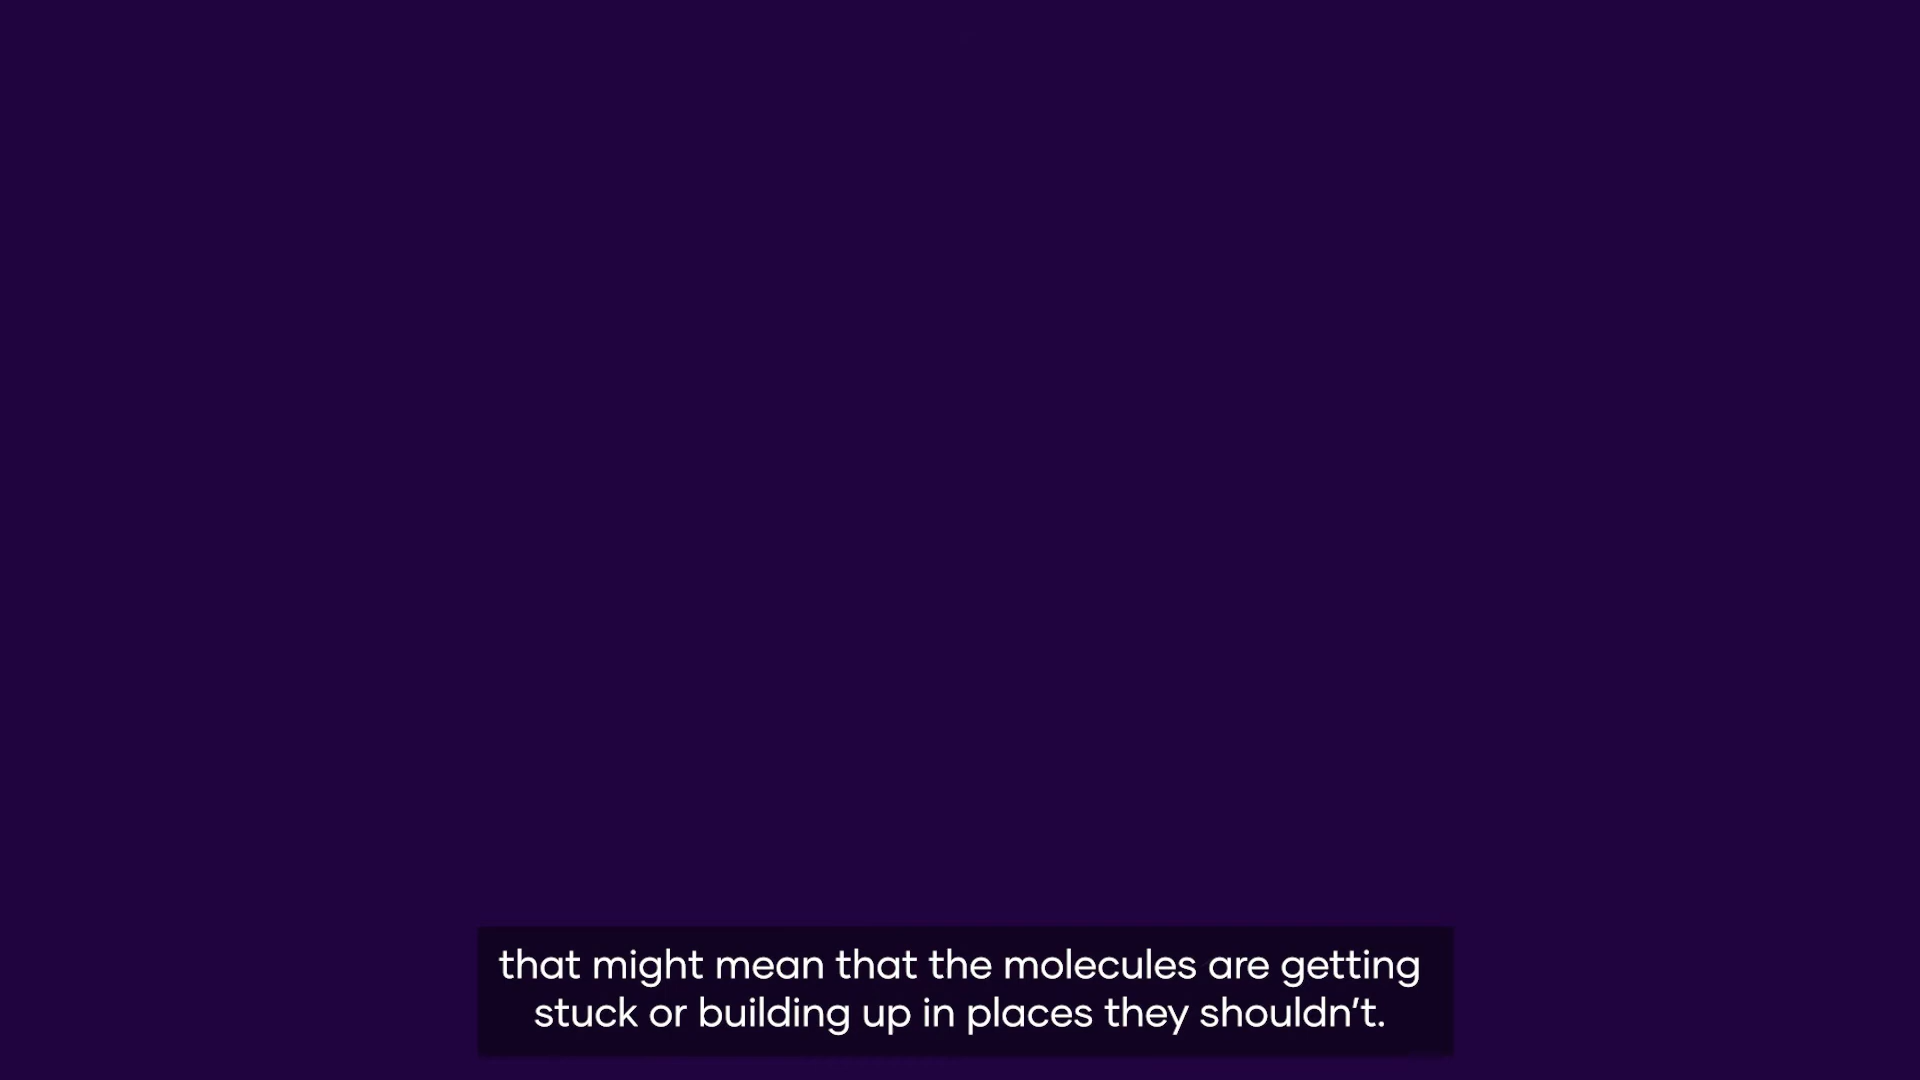 that might mean that the molecules are getting
stuck or building up in places they shouldn’t.